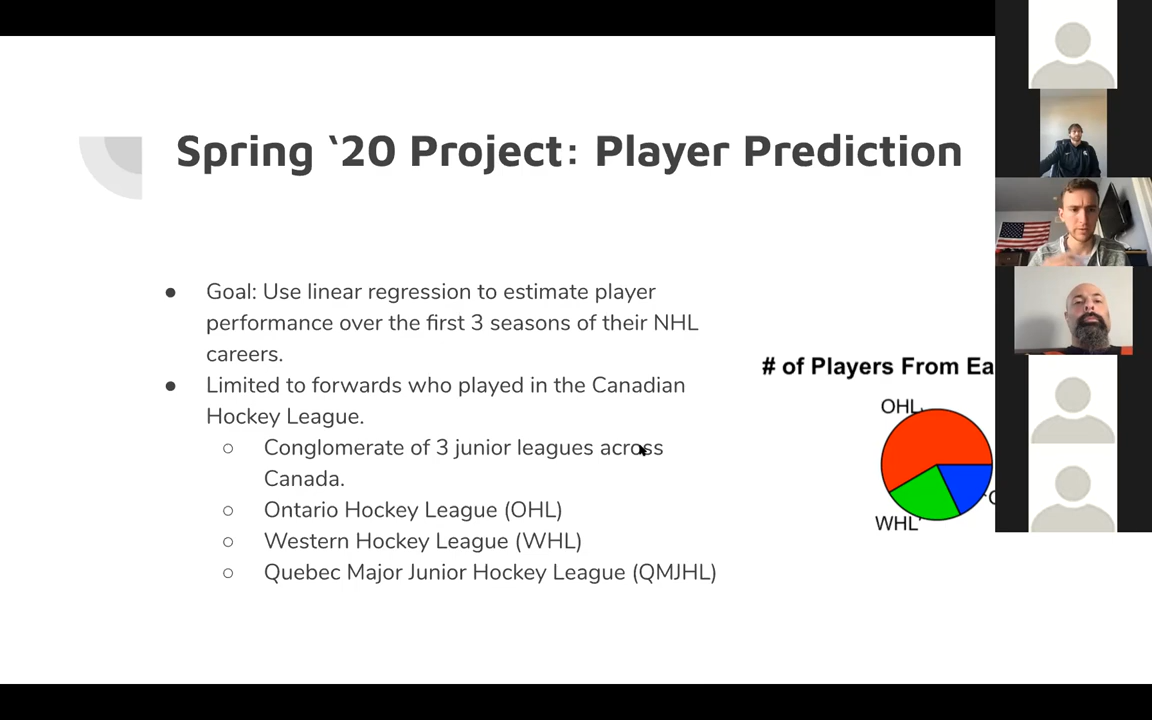 Spring ‘20 Project: Player Prediction
● Goal: Use linear regression to estimate player
performance over the first 3 seasons of their NHL
careers.
● Limited to forwards who played in the Canadian
Hockey League.
○ Conglomerate of 3 junior leagues across
Canada.
○ Ontario Hockey League (OHL)
○ Western Hockey League (WHL)
○ Quebec Major Junior Hockey League (QMJHL)
# of Players From Ea
OHL
WHL